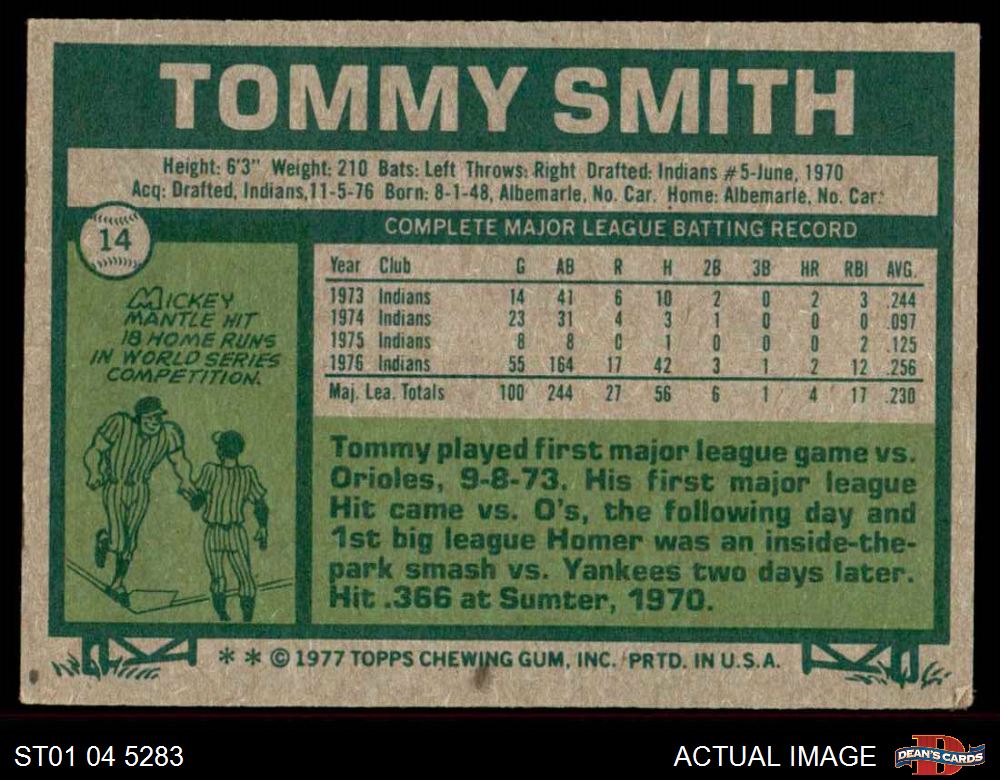 TOMMY SMITH
Height: 6'3" Weight: 210 Bats: Left Throws: Right Drafted: Indians #5-June, 1970
Acq: Drafted, Indians,11-5-76 Born: 8-1-48, Albemarle, No. Car. Home: Albemarle, No. Car.
14
COMPLETE MAJOR LEAGUE BATTING RECORD
Year Club G AB R H 2B 3B HR RBI AVG.
1973 Indians 14 41 6 10 2 0 2 3 .244
1974 Indians 23 31 4 3 1 0 0 0 .097
1975 Indians 8 8 0 1 0 0 0 2 .125
1976 Indians 55 164 17 42 3 1 2 12 .256
Maj. Lea. Totals 100 244 27 56 6 1 4 17 .230
MICKEY
MANTLE HIT
18 HOME RUNS
IN WORLD SERIES
COMPETITION.
Tommy played first major league game vs.
Orioles, 9-8-73. His first major league
Hit came vs. O's, the following day and
1st big league Homer was an inside-the-
park smash vs. Yankees two days later.
Hit .366 at Sumter, 1970.
* * © 1977 TOPPS CHEWING GUM, INC. PRTD. IN U.S.A.
ST01 04 5283
ACTUAL IMAGE
D
DEAN'S CARDS